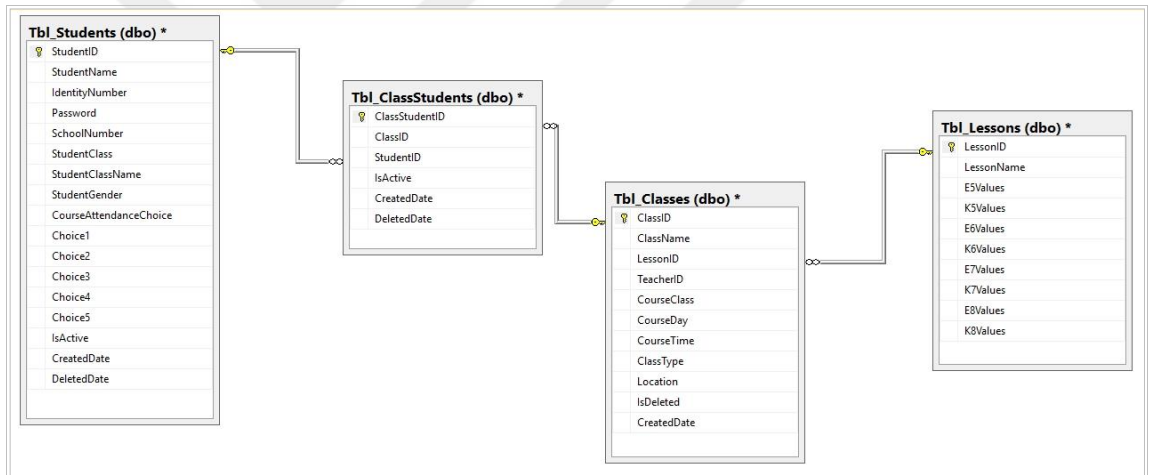 Tbl_Students (dbo) *
StudentID
StudentName
IdentityNumber
Password
SchoolNumber
StudentClass
StudentClassName
StudentGender
CourseAttendanceChoice
Choice1
Choice2
Choice3
Choice4
Choice5
IsActive
CreatedDate
DeletedDate
Tbl_ClassStudents (dbo) *
ClassStudentID
ClassID
StudentID
IsActive
CreatedDate
DeletedDate
Tbl_Classes (dbo) *
ClassID
ClassName
LessonID
TeacherID
CourseClass
CourseDay
CourseTime
ClassType
Location
IsDeleted
CreatedDate
Tbl_Lessons (dbo) *
LessonID
LessonName
E5Values
K5Values
E6Values
K6Values
E7Values
K7Values
E8Values
K8Values